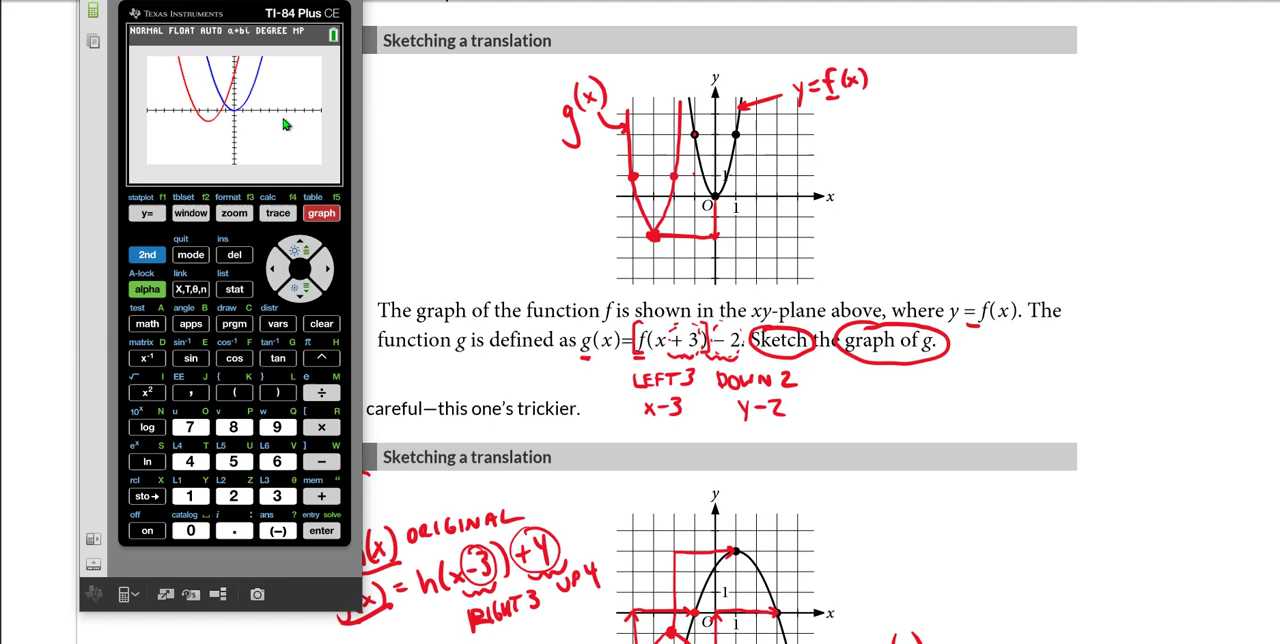 TEXAS INSTRUMENTS TI-84 Plus CE
NORMAL FLOAT AUTO a+bi DEGREE MP
statplot f1 tblset f2 format f3 calc f4 table f5
y= window zoom trace graph
quit ins
2nd mode del
A-lock link list
alpha X,T,θ,n stat
test A angle B draw C distr
math apps prgm vars clear
matrix D sin⁻¹ E cos⁻¹ F tan⁻¹ G π H
x⁻¹ sin cos tan ^
√ I EE J { K } L e M
x² , ( ) ÷
10ˣ N u O v P w Q [ R
log 7 8 9 ×
eˣ S L4 T L5 U L6 V ] W
ln 4 5 6 −
rcl X L1 Y L2 Z L3 θ mem "
sto→ 1 2 3 +
off catalog ⎵ i : ans ? entry solve
on 0 . (−) enter
Sketching a translation
y
g(x)
y=f(x)
1
O 1 x
The graph of the function f is shown in the xy-plane above, where y = f(x). The
function g is defined as g(x)=[f(x + 3)] − 2. Sketch the graph of g.
LEFT 3 DOWN 2
x-3 y-2
careful—this one's trickier.
Sketching a translation
y
(x) ORIGINAL
= h(x-3) +4
RIGHT 3 UP 4
1
O 1 x